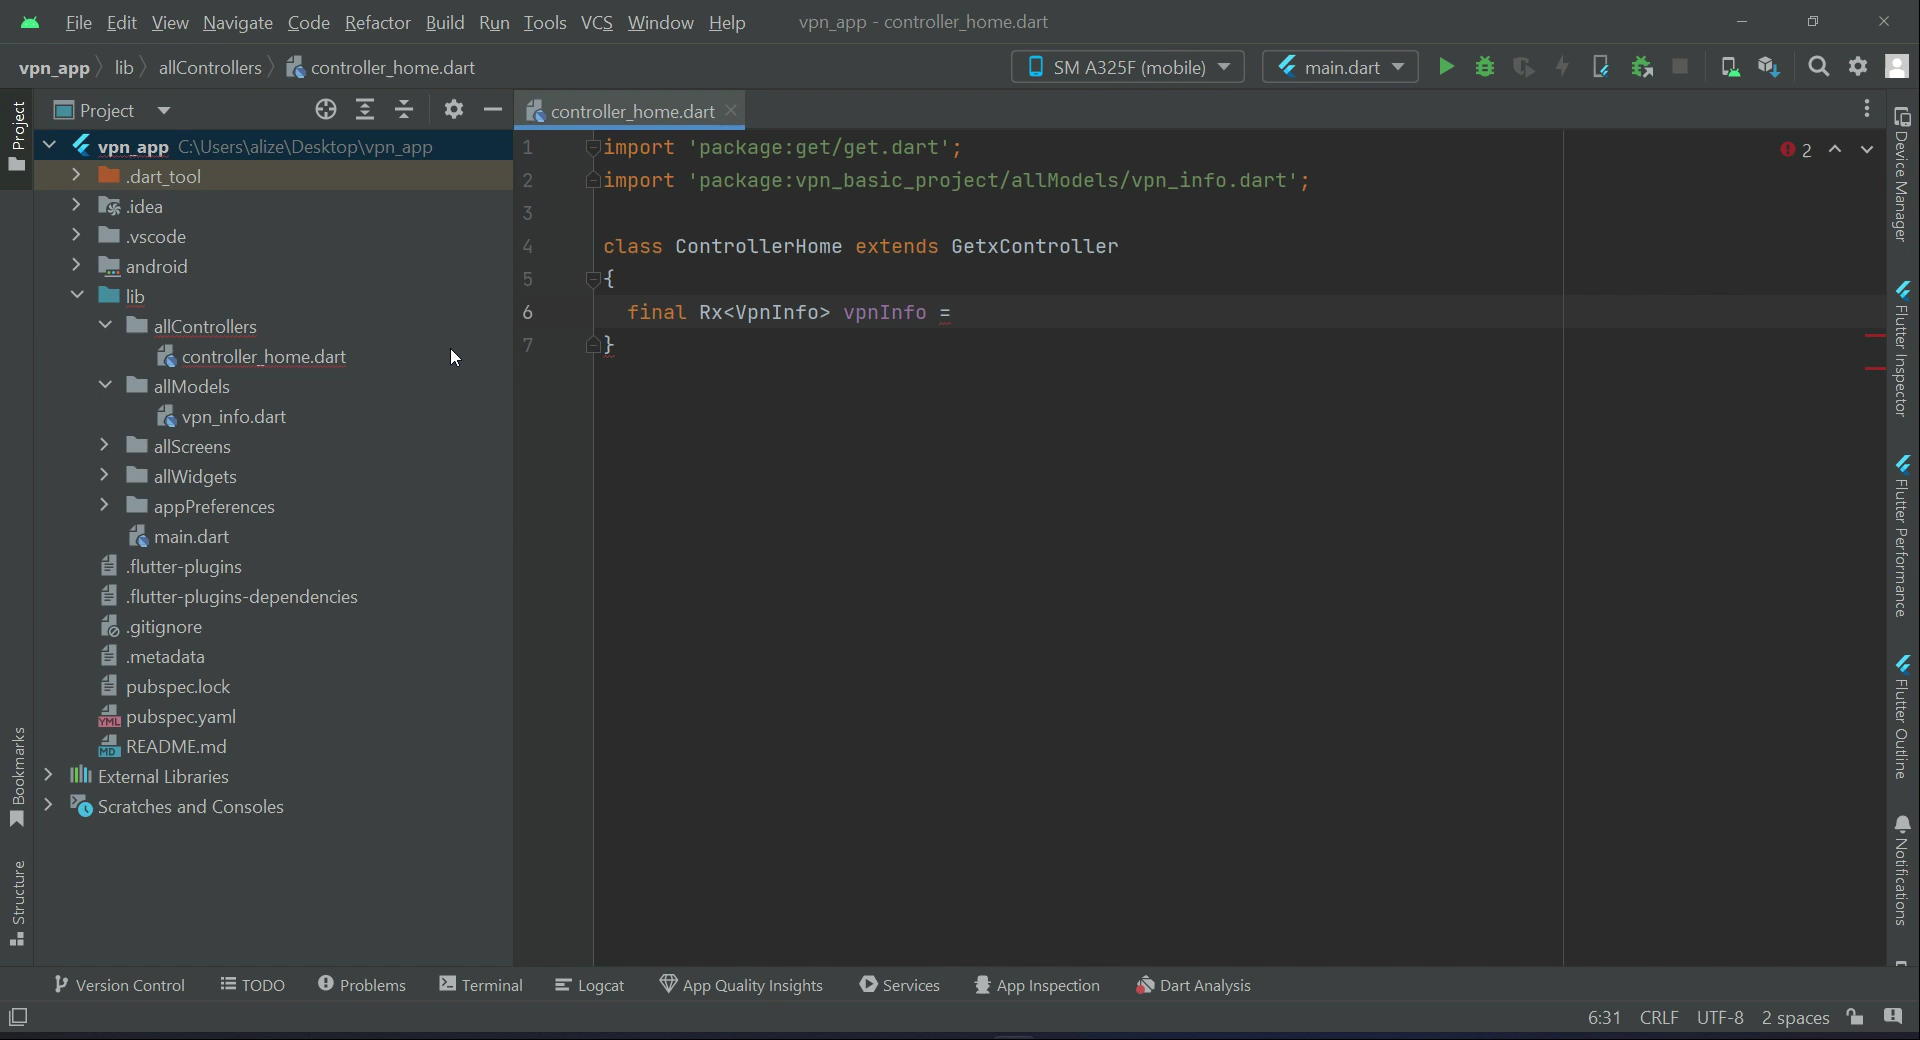 File Edit View Navigate Code Refactor Build Run Tools VCS Window Help vpn_app - controller_home.dart
vpn_app lib allControllers controller_home.dart SM A325F (mobile) main.dart
Project
Project
controller_home.dart
vpn_app C:\Users\alize\Desktop\vpn_app
.dart_tool
.idea
.vscode
android
lib
allControllers
controller_home.dart
allModels
vpn_info.dart
allScreens
allWidgets
appPreferences
main.dart
.flutter-plugins
.flutter-plugins-dependencies
.gitignore
.metadata
pubspec.lock
YML pubspec.yaml
MD README.md
External Libraries
Scratches and Consoles
Bookmarks
Structure
1 import 'package:get/get.dart';
2 import 'package:vpn_basic_project/allModels/vpn_info.dart';
3
4 class ControllerHome extends GetxController
5 {
6 final Rx<VpnInfo> vpnInfo =
7 }
2
Device Manager
Flutter Inspector
Flutter Performance
Flutter Outline
Notifications
Version Control TODO Problems Terminal Logcat App Quality Insights Services App Inspection Dart Analysis
6:31 CRLF UTF-8 2 spaces